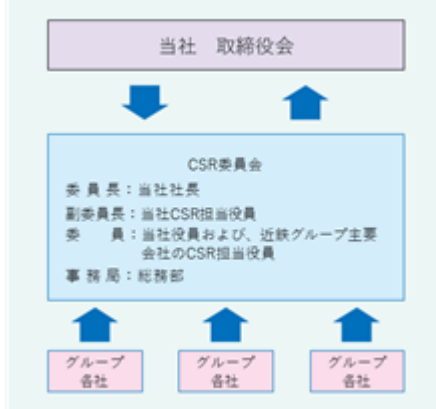 当社　取締役会
CSR委員会
委 員 長：当社社長
副委員長：当社CSR担当役員
委　　員：当社役員および、近鉄グループ主要
会社のCSR担当役員
事 務 局：総務部
グループ
各社
グループ
各社
グループ
各社